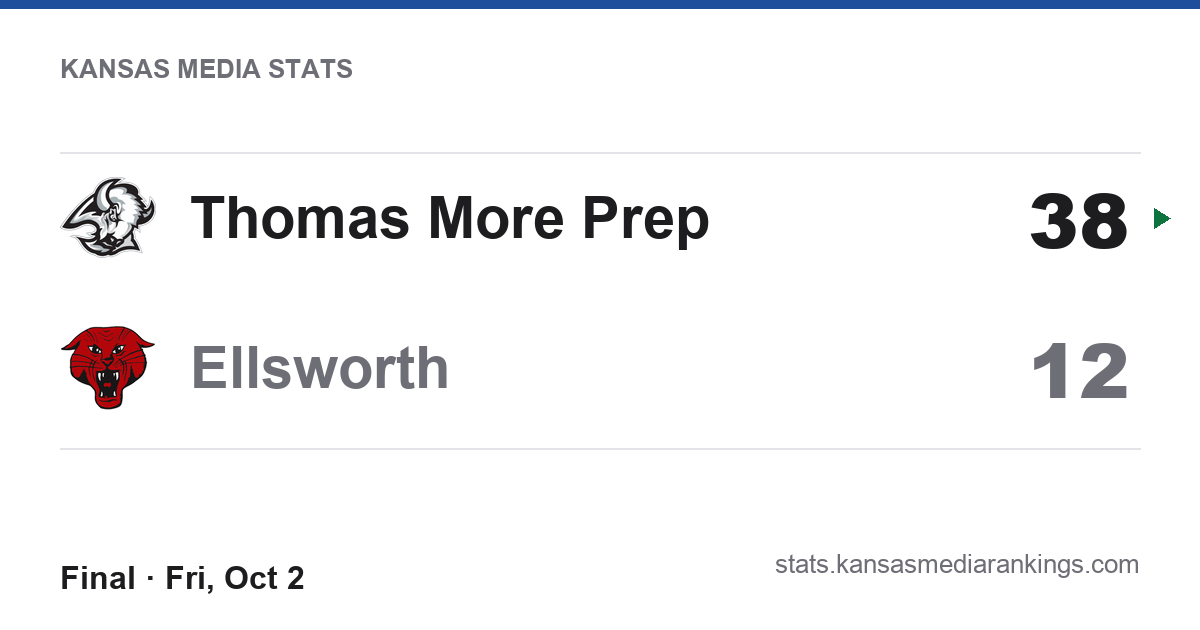 KANSAS MEDIA STATS
Thomas More Prep 38
Ellsworth 12
Final · Fri, Oct 2
stats.kansasmediarankings.com